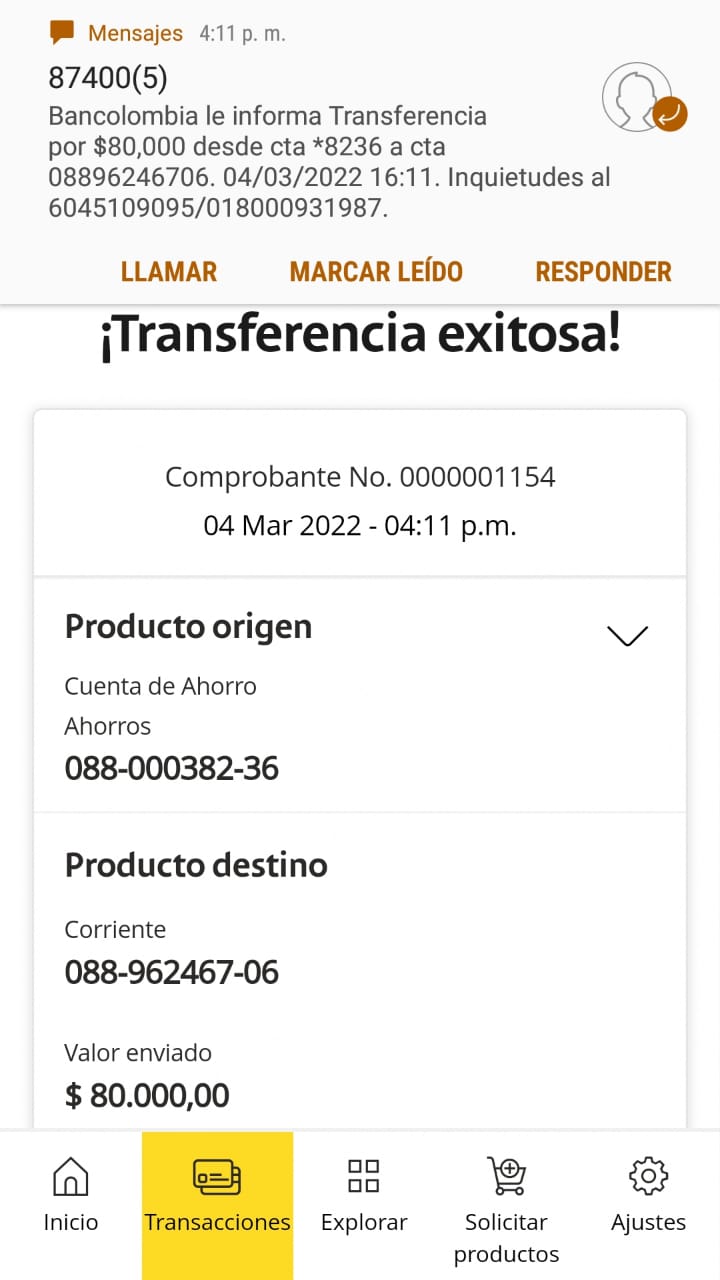 Mensajes 4:11 p. m.
87400(5)
Bancolombia le informa Transferencia
por $80,000 desde cta *8236 a cta
08896246706. 04/03/2022 16:11. Inquietudes al
6045109095/018000931987.
LLAMAR MARCAR LEÍDO RESPONDER
¡Transferencia exitosa!
Comprobante No. 0000001154
04 Mar 2022 - 04:11 p.m.
Producto origen
Cuenta de Ahorro
Ahorros
088-000382-36
Producto destino
Corriente
088-962467-06
Valor enviado
$ 80.000,00
Inicio Transacciones Explorar Solicitar productos Ajustes